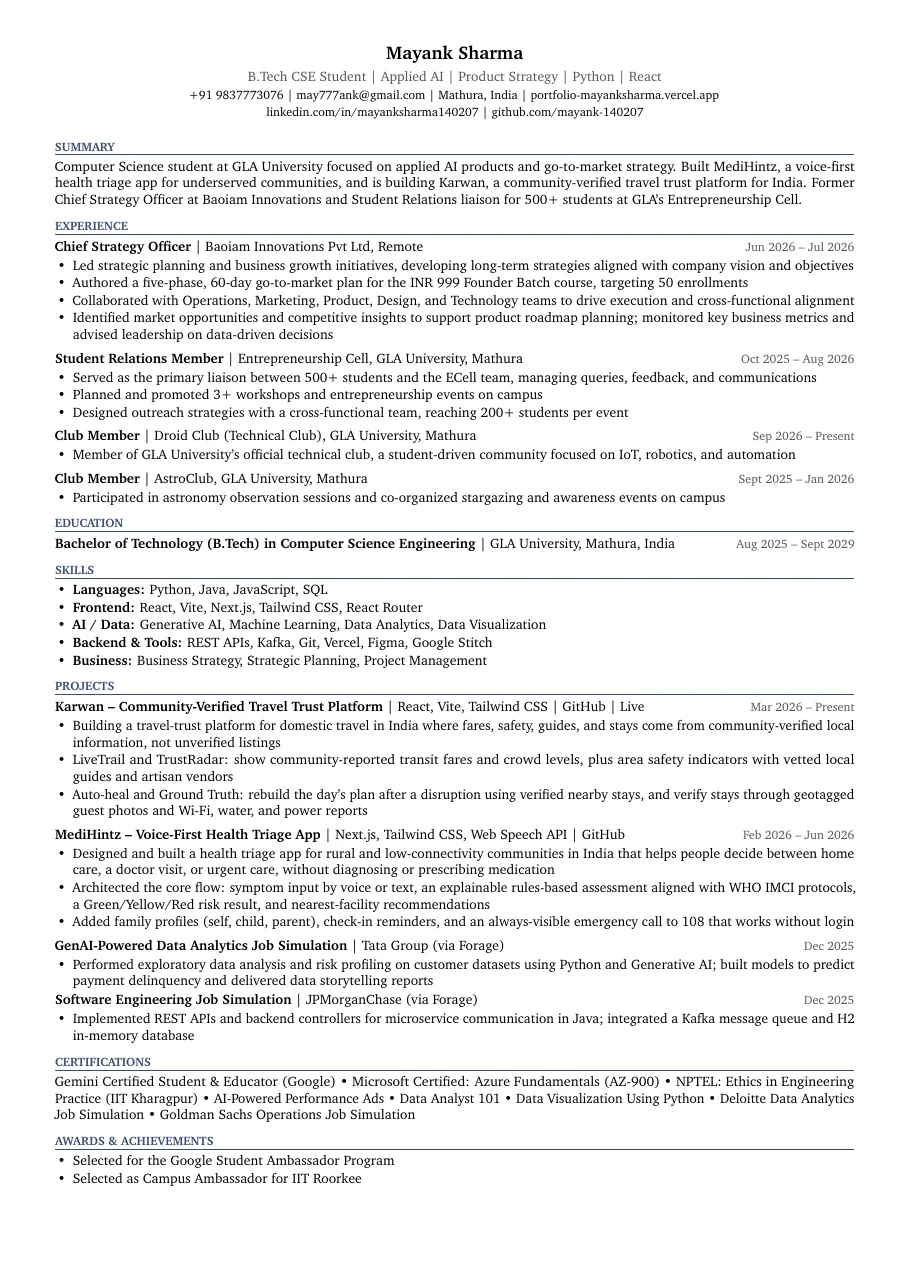 Mayank Sharma
B.Tech CSE Student | Applied AI | Product Strategy | Python | React
+91 9837773076 | may777ank@gmail.com | Mathura, India | portfolio-mayanksharma.vercel.app
linkedin.com/in/mayanksharma140207 | github.com/mayank-140207
SUMMARY
Computer Science student at GLA University focused on applied AI products and go-to-market strategy. Built MediHintz, a voice-first
health triage app for underserved communities, and is building Karwan, a community-verified travel trust platform for India. Former
Chief Strategy Officer at Baoiam Innovations and Student Relations liaison for 500+ students at GLA's Entrepreneurship Cell.
EXPERIENCE
Chief Strategy Officer | Baoiam Innovations Pvt Ltd, Remote Jun 2026 – Jul 2026
• Led strategic planning and business growth initiatives, developing long-term strategies aligned with company vision and objectives
• Authored a five-phase, 60-day go-to-market plan for the INR 999 Founder Batch course, targeting 50 enrollments
• Collaborated with Operations, Marketing, Product, Design, and Technology teams to drive execution and cross-functional alignment
• Identified market opportunities and competitive insights to support product roadmap planning; monitored key business metrics and
advised leadership on data-driven decisions
Student Relations Member | Entrepreneurship Cell, GLA University, Mathura Oct 2025 – Aug 2026
• Served as the primary liaison between 500+ students and the ECell team, managing queries, feedback, and communications
• Planned and promoted 3+ workshops and entrepreneurship events on campus
• Designed outreach strategies with a cross-functional team, reaching 200+ students per event
Club Member | Droid Club (Technical Club), GLA University, Mathura Sep 2026 – Present
• Member of GLA University's official technical club, a student-driven community focused on IoT, robotics, and automation
Club Member | AstroClub, GLA University, Mathura Sept 2025 – Jan 2026
• Participated in astronomy observation sessions and co-organized stargazing and awareness events on campus
EDUCATION
Bachelor of Technology (B.Tech) in Computer Science Engineering | GLA University, Mathura, India Aug 2025 – Sept 2029
SKILLS
• Languages: Python, Java, JavaScript, SQL
• Frontend: React, Vite, Next.js, Tailwind CSS, React Router
• AI / Data: Generative AI, Machine Learning, Data Analytics, Data Visualization
• Backend & Tools: REST APIs, Kafka, Git, Vercel, Figma, Google Stitch
• Business: Business Strategy, Strategic Planning, Project Management
PROJECTS
Karwan – Community-Verified Travel Trust Platform | React, Vite, Tailwind CSS | GitHub | Live Mar 2026 – Present
• Building a travel-trust platform for domestic travel in India where fares, safety, guides, and stays come from community-verified local
information, not unverified listings
• LiveTrail and TrustRadar: show community-reported transit fares and crowd levels, plus area safety indicators with vetted local
guides and artisan vendors
• Auto-heal and Ground Truth: rebuild the day's plan after a disruption using verified nearby stays, and verify stays through geotagged
guest photos and Wi-Fi, water, and power reports
MediHintz – Voice-First Health Triage App | Next.js, Tailwind CSS, Web Speech API | GitHub Feb 2026 – Jun 2026
• Designed and built a health triage app for rural and low-connectivity communities in India that helps people decide between home
care, a doctor visit, or urgent care, without diagnosing or prescribing medication
• Architected the core flow: symptom input by voice or text, an explainable rules-based assessment aligned with WHO IMCI protocols,
a Green/Yellow/Red risk result, and nearest-facility recommendations
• Added family profiles (self, child, parent), check-in reminders, and an always-visible emergency call to 108 that works without login
GenAI-Powered Data Analytics Job Simulation | Tata Group (via Forage) Dec 2025
• Performed exploratory data analysis and risk profiling on customer datasets using Python and Generative AI; built models to predict
payment delinquency and delivered data storytelling reports
Software Engineering Job Simulation | JPMorganChase (via Forage) Dec 2025
• Implemented REST APIs and backend controllers for microservice communication in Java; integrated a Kafka message queue and H2
in-memory database
CERTIFICATIONS
Gemini Certified Student & Educator (Google) • Microsoft Certified: Azure Fundamentals (AZ-900) • NPTEL: Ethics in Engineering
Practice (IIT Kharagpur) • AI-Powered Performance Ads • Data Analyst 101 • Data Visualization Using Python • Deloitte Data Analytics
Job Simulation • Goldman Sachs Operations Job Simulation
AWARDS & ACHIEVEMENTS
• Selected for the Google Student Ambassador Program
• Selected as Campus Ambassador for IIT Roorkee